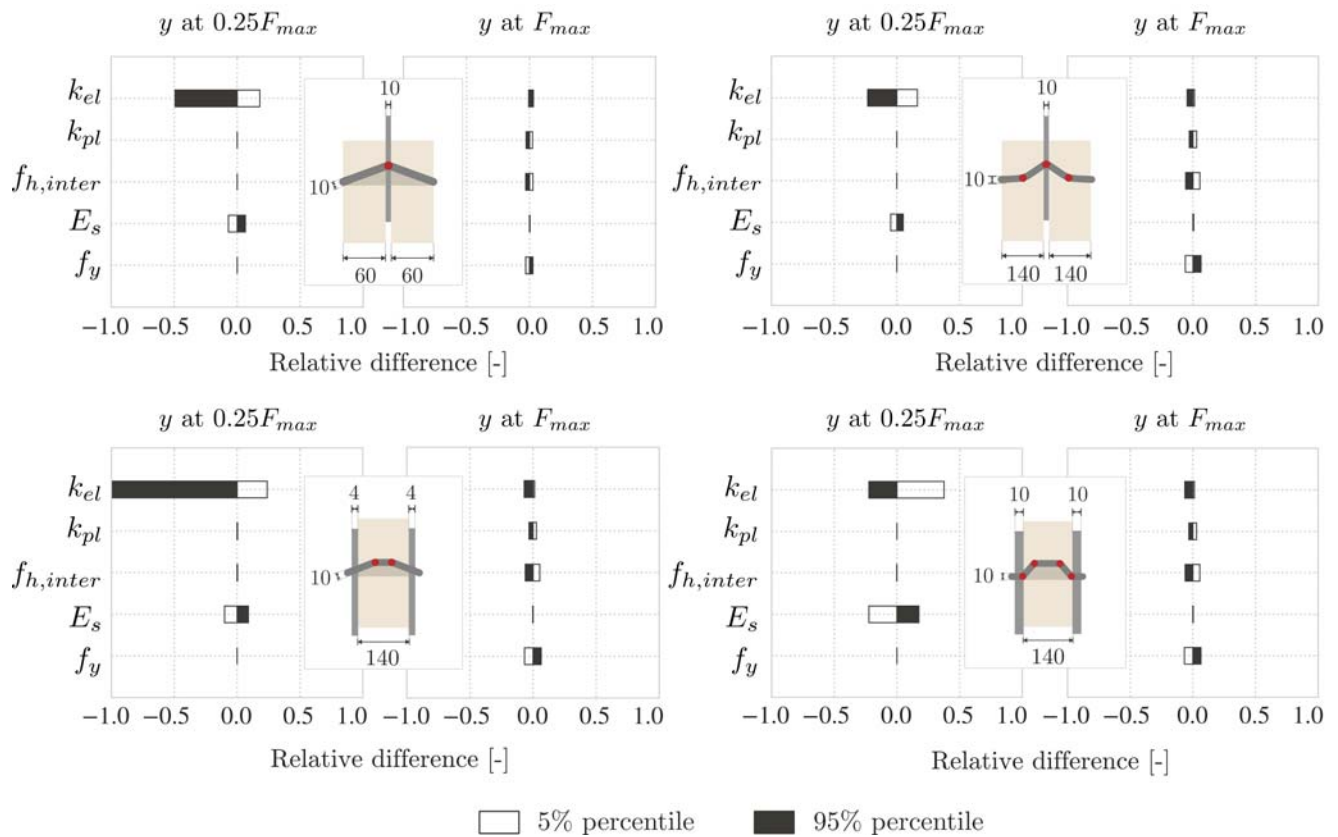 y at 0.25F_max
y at F_max
k_el
k_pl
f_h,inter
E_s
f_y
10
10
60
60
−1.0 −0.5 0.0 0.5 1.0
−1.0 −0.5 0.0 0.5 1.0
Relative difference [-]
y at 0.25F_max
y at F_max
k_el
k_pl
f_h,inter
E_s
f_y
10
10
140
140
−1.0 −0.5 0.0 0.5 1.0
−1.0 −0.5 0.0 0.5 1.0
Relative difference [-]
y at 0.25F_max
y at F_max
k_el
k_pl
f_h,inter
E_s
f_y
4
4
10
140
−1.0 −0.5 0.0 0.5 1.0
−1.0 −0.5 0.0 0.5 1.0
Relative difference [-]
y at 0.25F_max
y at F_max
k_el
k_pl
f_h,inter
E_s
f_y
10
10
10
140
−1.0 −0.5 0.0 0.5 1.0
−1.0 −0.5 0.0 0.5 1.0
Relative difference [-]
5% percentile
95% percentile